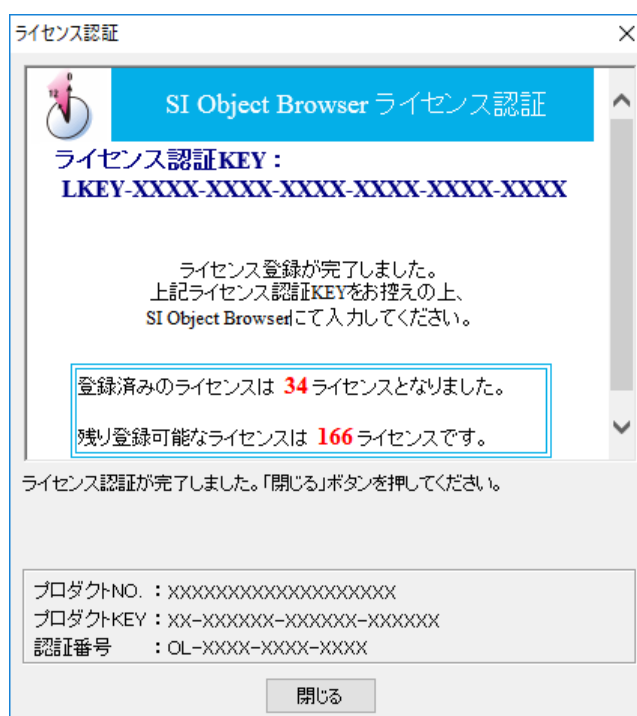 ライセンス認証
SI Object Browser ライセンス認証
ライセンス認証KEY：
LKEY-XXXX-XXXX-XXXX-XXXX-XXXX-XXXX
ライセンス登録が完了しました。
上記ライセンス認証KEYをお控えの上、
SI Object Browserにて入力してください。
登録済みのライセンスは 34 ライセンスとなりました。
残り登録可能なライセンスは 166 ライセンスです。
ライセンス認証が完了しました。「閉じる」ボタンを押してください。
プロダクトNO. ：XXXXXXXXXXXXXXXXXXXX
プロダクトKEY：XX-XXXXXX-XXXXXX-XXXXXX
認証番号 ：OL-XXXX-XXXX-XXXX
閉じる